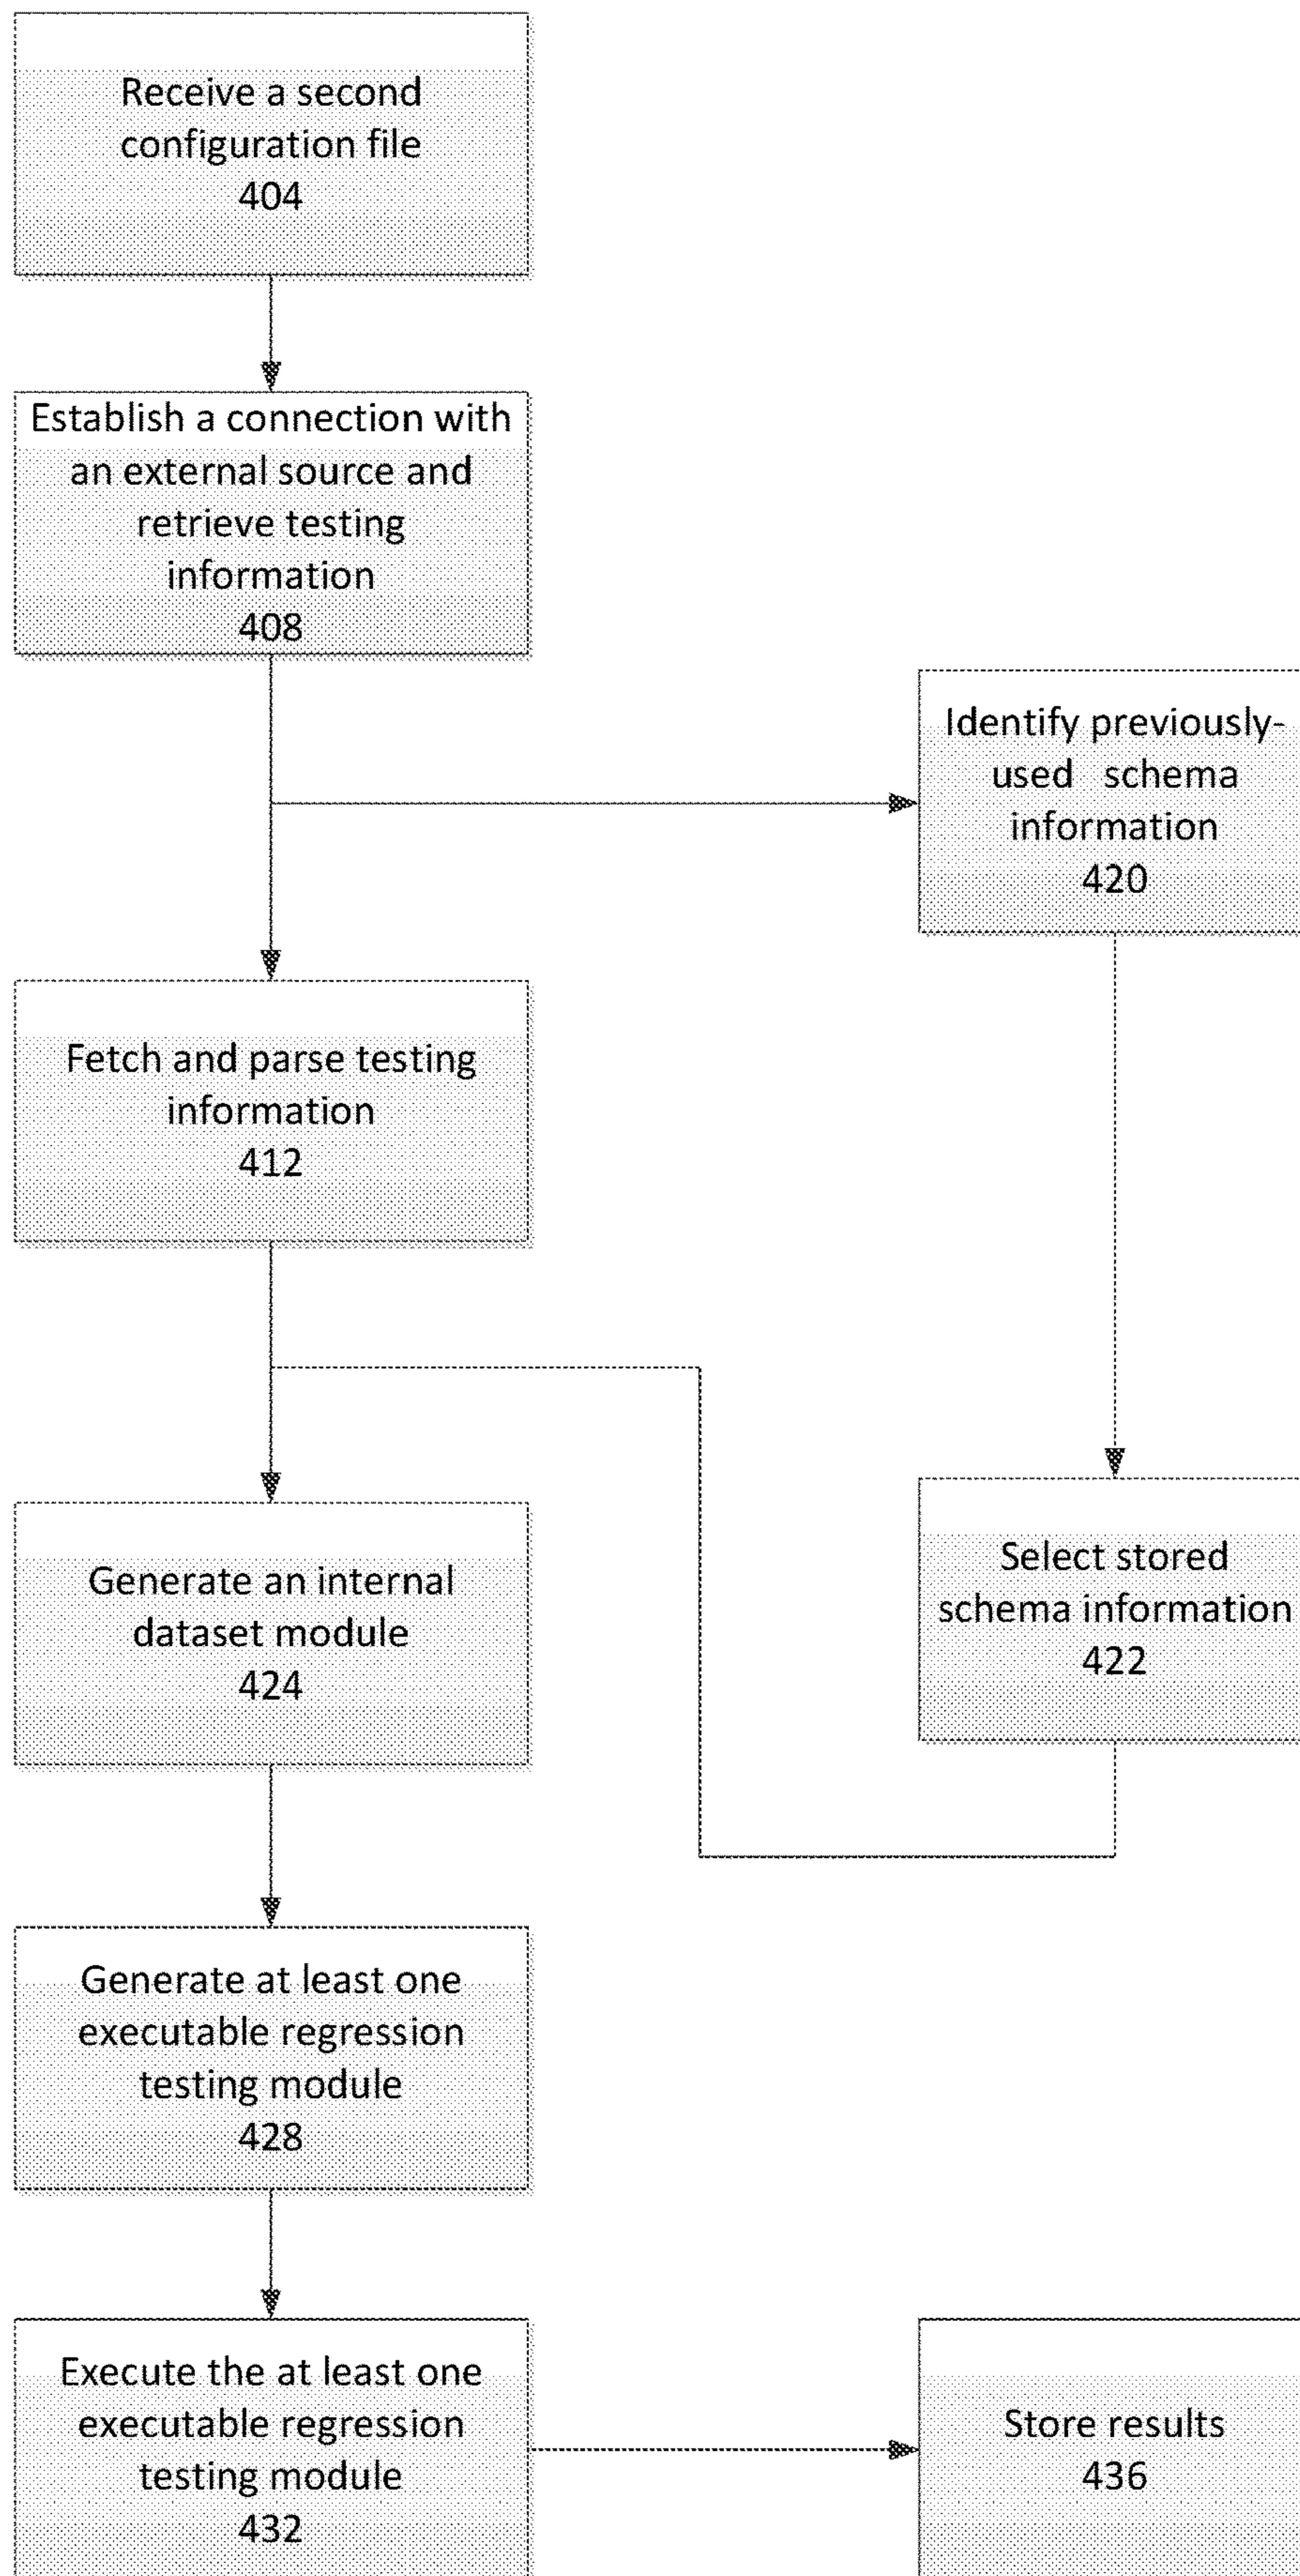 Receive a second
configuration file
404
Establish a connection with
an external source and
retrieve testing
information
408
Identify previously-
used schema
information
420
Fetch and parse testing
information
412
Generate an internal
dataset module
424
Select stored
schema information
422
Generate at least one
executable regression
testing module
428
Execute the at least one
executable regression
testing module
432
Store results
436